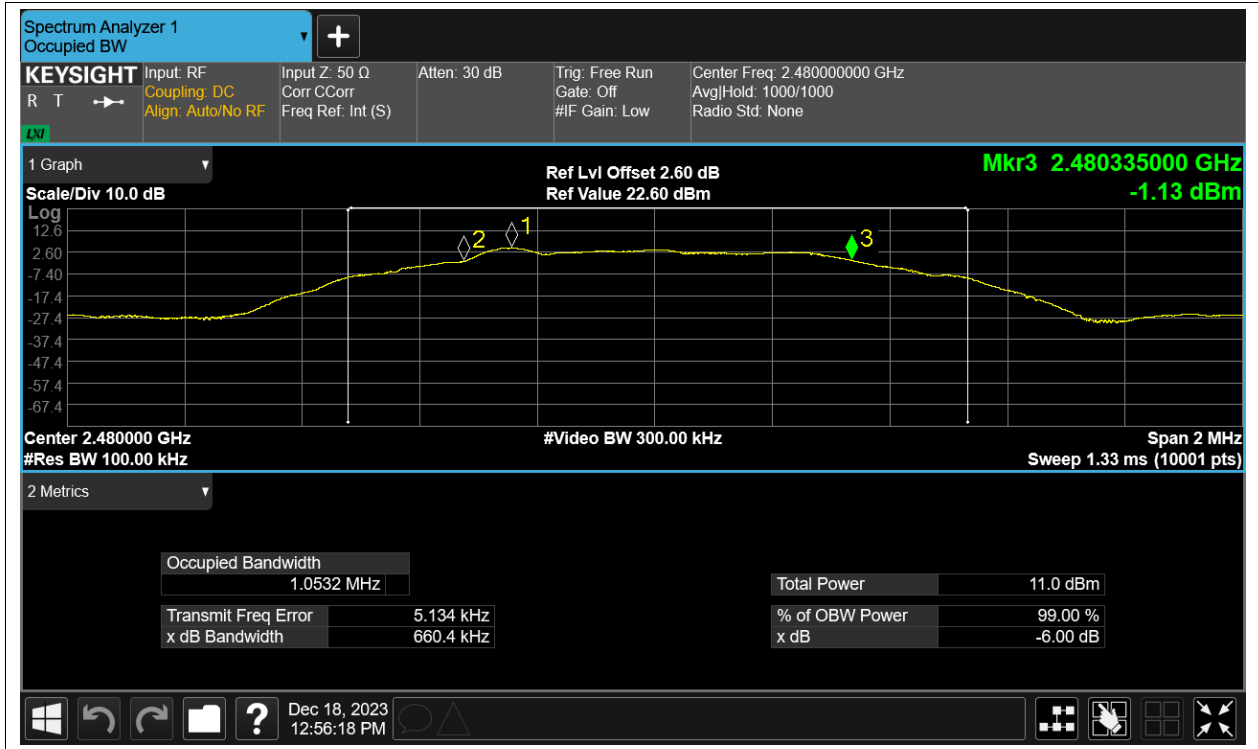 Spectrum Analyzer 1
Occupied BW
KEYSIGHT
R T
LXI
Input: RF
Coupling: DC
Align: Auto/No RF
Input Z: 50 Ω
Corr CCorr
Freq Ref: Int (S)
Atten: 30 dB
Trig: Free Run
Gate: Off
#IF Gain: Low
Center Freq: 2.480000000 GHz
Avg|Hold: 1000/1000
Radio Std: None
1 Graph
Scale/Div 10.0 dB
Ref Lvl Offset 2.60 dB
Ref Value 22.60 dBm
Mkr3 2.480335000 GHz
-1.13 dBm
Log
12.6
2.60
-7.40
-17.4
-27.4
-37.4
-47.4
-57.4
-67.4
2
1
3
Center 2.480000 GHz
#Res BW 100.00 kHz
#Video BW 300.00 kHz
Span 2 MHz
Sweep 1.33 ms (10001 pts)
2 Metrics
Occupied Bandwidth
1.0532 MHz
Transmit Freq Error 5.134 kHz
x dB Bandwidth 660.4 kHz
Total Power 11.0 dBm
% of OBW Power 99.00 %
x dB -6.00 dB
?
Dec 18, 2023
12:56:18 PM